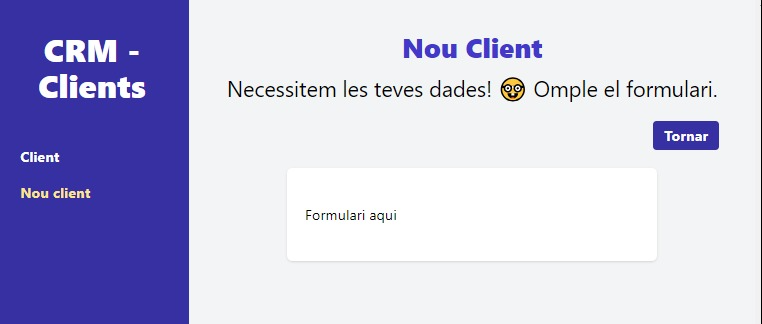 CRM -
Clients
Client
Nou client
Nou Client
Necessitem les teves dades! 🤓 Omple el formulari.
Tornar
Formulari aqui